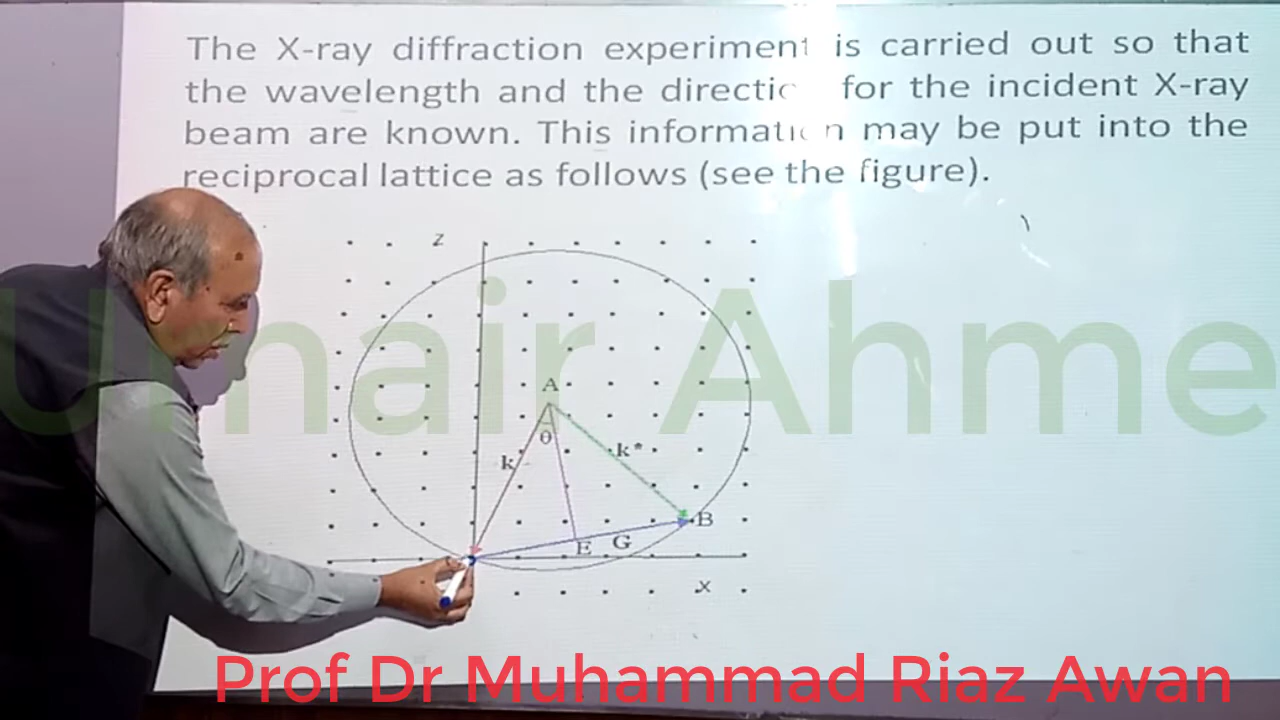 The X-ray diffraction experiment is carried out so that
the wavelength and the directio for the incident X-ray
beam are known. This information may be put into the
reciprocal lattice as follows (see the figure).
Z
Umair Ahme
A
θ
k*
k
B
E G
X
Prof Dr Muhammad Riaz Awan